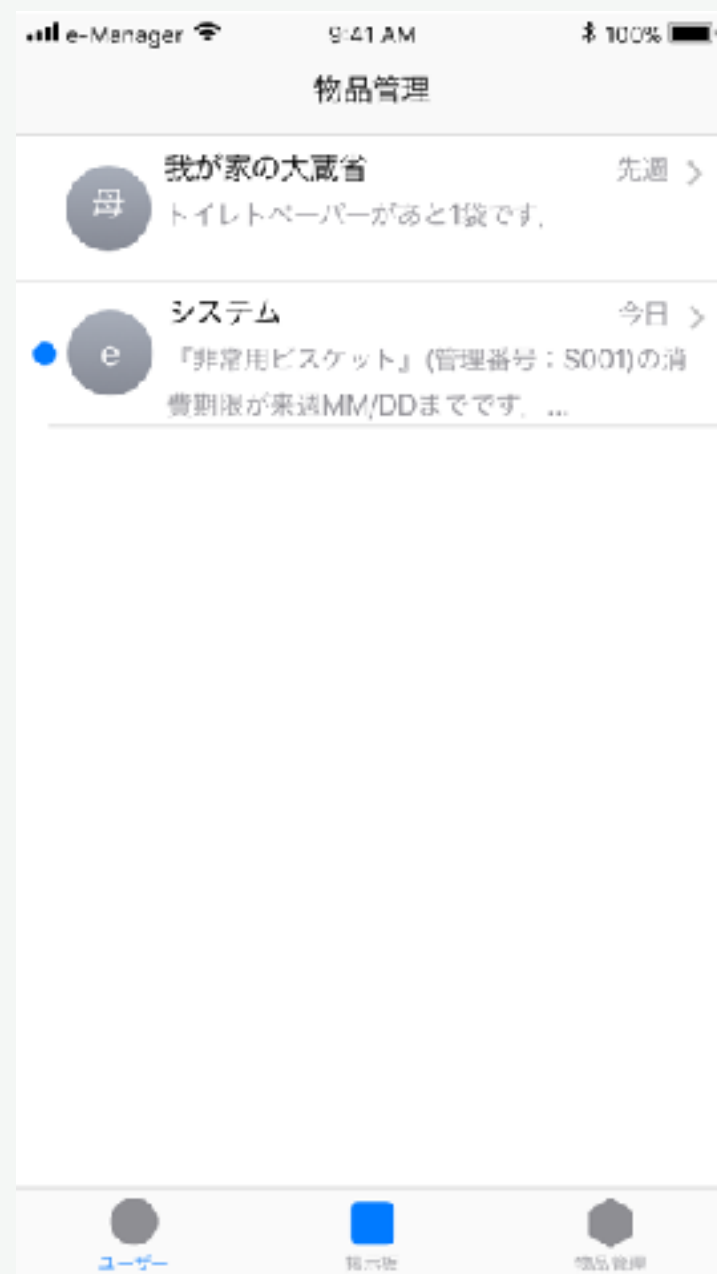 e-Manager
9:41 AM
100%
物品管理
母
我が家の大蔵省
先週
トイレトペーパーがあと1袋です.
e
システム
今日
『非常用ビスケット』(管理番号:S001)の消
費期限が来週MM/DDまでです. ...
ユーザー
掲示板
物品管理